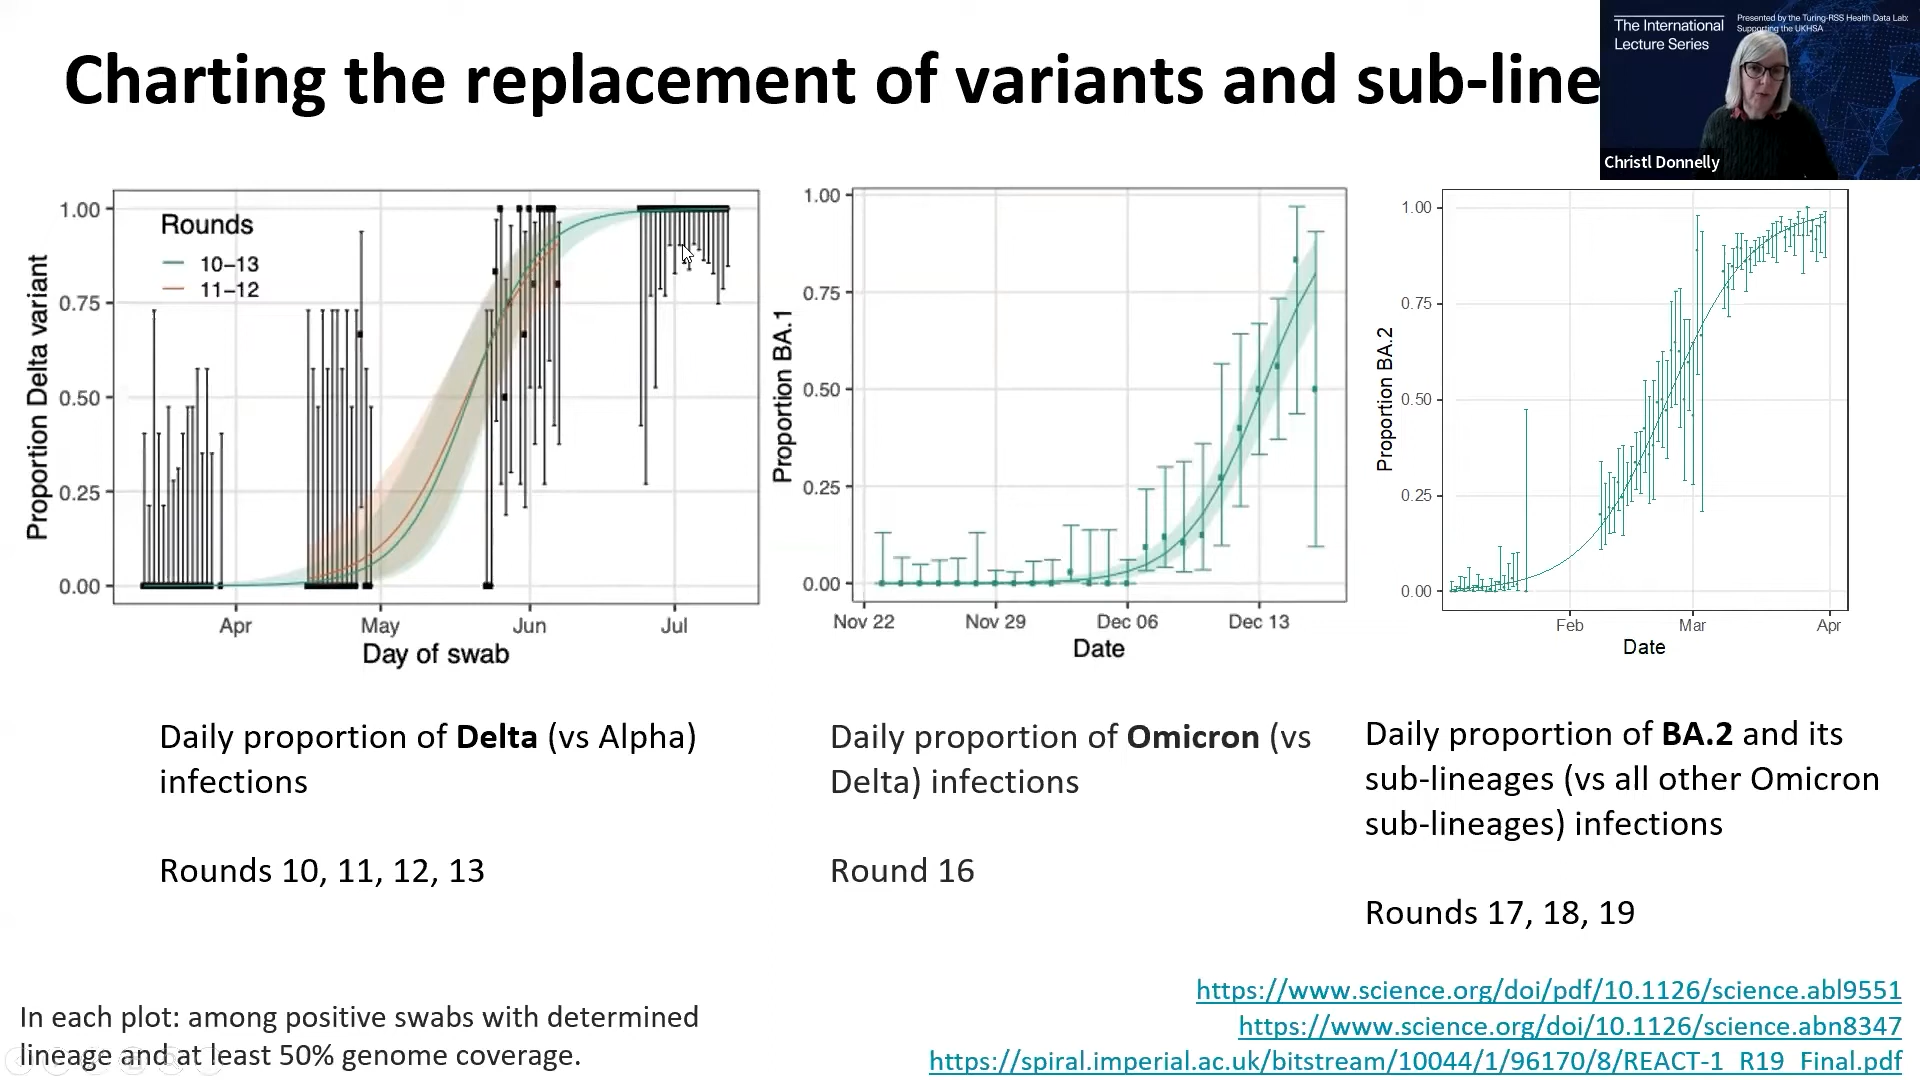 Charting the replacement of variants and sub-line
The International
Lecture Series
Presented by the Turing-RSS Health Data Lab:
Supporting the UKHSA
Christl Donnelly
Proportion Delta variant
1.00
0.75
0.50
0.25
0.00
Rounds
10–13
11–12
Apr
May
Jun
Jul
Day of swab
Proportion BA.1
1.00
0.75
0.50
0.25
0.00
Nov 22
Nov 29
Dec 06
Dec 13
Date
Proportion BA.2
1.00
0.75
0.50
0.25
0.00
Feb
Mar
Apr
Date
Daily proportion of Delta (vs Alpha)
infections
Rounds 10, 11, 12, 13
Daily proportion of Omicron (vs
Delta) infections
Round 16
Daily proportion of BA.2 and its
sub-lineages (vs all other Omicron
sub-lineages) infections
Rounds 17, 18, 19
In each plot: among positive swabs with determined
lineage and at least 50% genome coverage.
https://www.science.org/doi/pdf/10.1126/science.abl9551
https://www.science.org/doi/10.1126/science.abn8347
https://spiral.imperial.ac.uk/bitstream/10044/1/96170/8/REACT-1_R19_Final.pdf